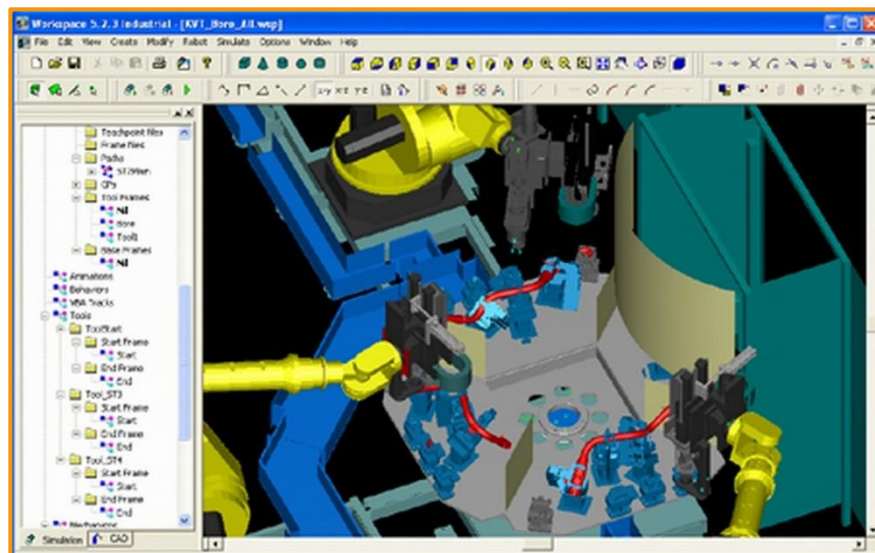 Workspace 5.2.3 Industrial - [KVT_Bore_All.wsp]
File Edit View Create Modify Robot Simulate Options Window Help
Teachpoint files
Frame files
Paths
GPs
Tool Frames
Nil
Bore
Tool1
Base Frames
Nil
Animations
Behaviors
VBA Tracks
Tools
ToolStart
Start Frame
Start
End Frame
End
Tool_ST3
Start Frame
Start
End Frame
End
Tool_ST4
Start Frame
Start
End Frame
End
Mechanisms
Simulation CAD